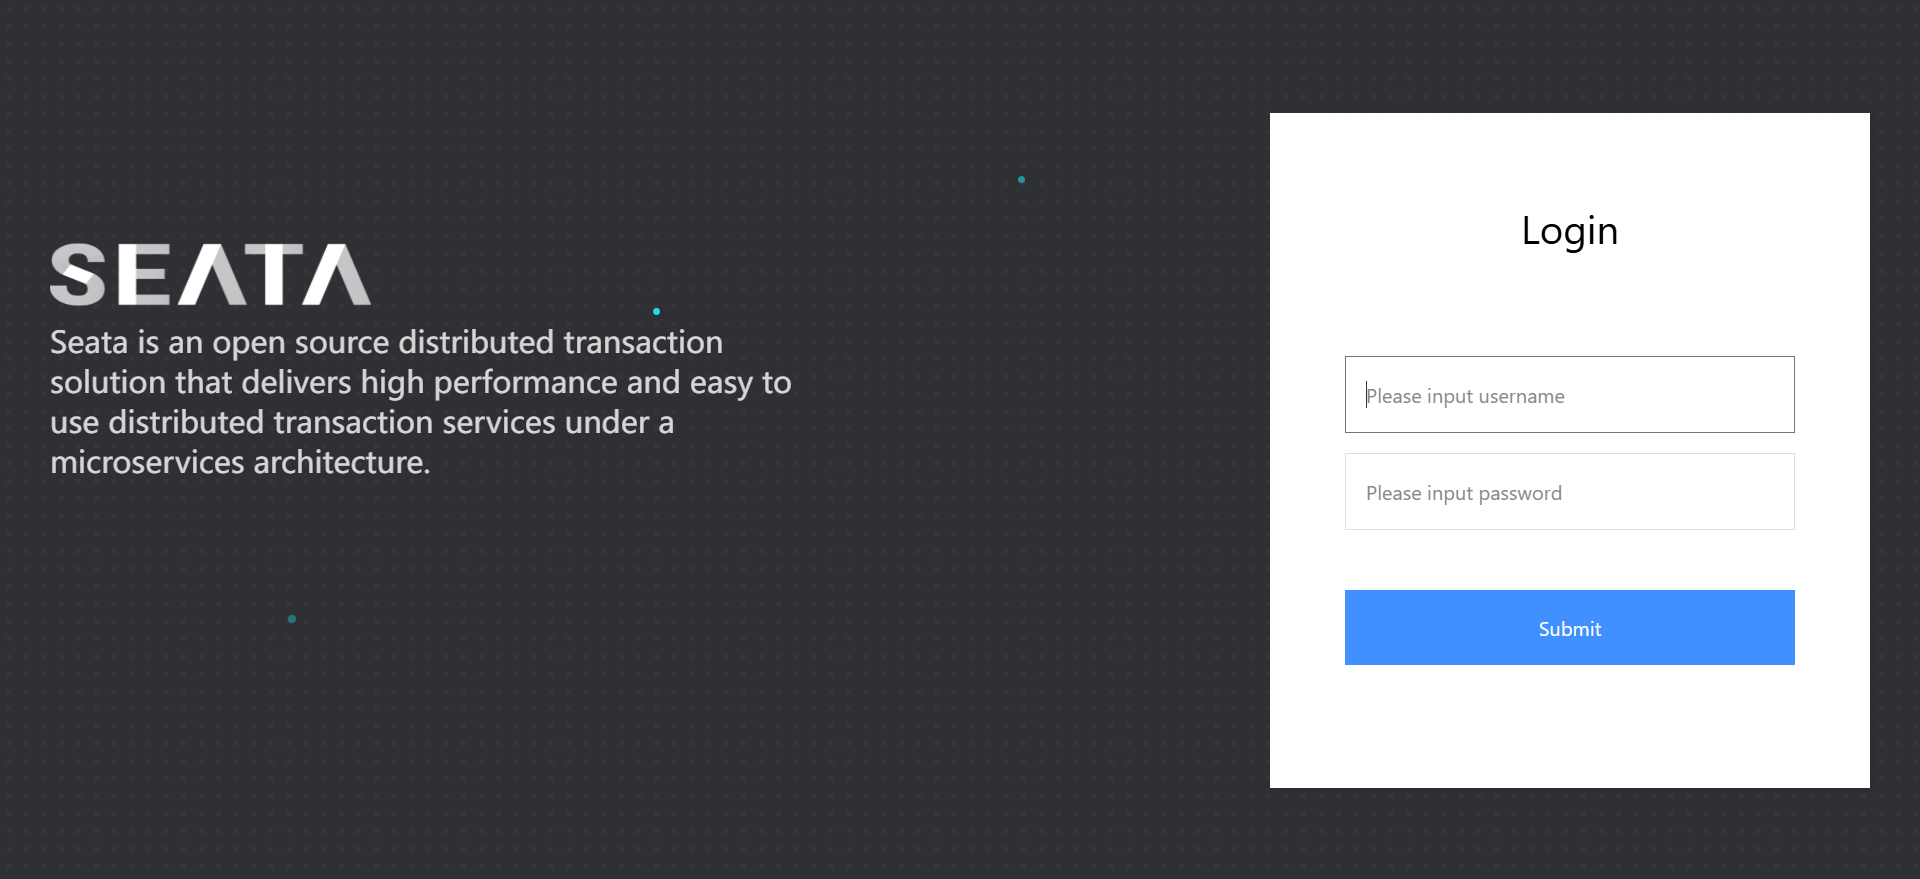 SEATA
Seata is an open source distributed transaction
solution that delivers high performance and easy to
use distributed transaction services under a
microservices architecture.
Login
Please input username
Please input password
Submit